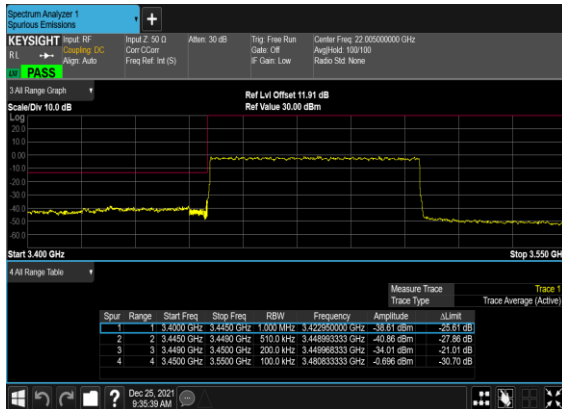 Spectrum Analyzer 1
Spurious Emissions
KEYSIGHT Input: RF Input Z: 50 Ω Atten: 30 dB Trig: Free Run Center Freq: 22.005000000 GHz
RL Coupling: DC Corr CCorr Gate: Off Avg|Hold: 100/100
Align: Auto Freq Ref: Int (S) IF Gain: Low Radio Std: None
PASS
3 All Range Graph
Ref Lvl Offset 11.91 dB
Scale/Div 10.0 dB Ref Value 30.00 dBm
Log
20.0
10.0
0.00
-10.0
-20.0
-30.0
-40.0
-50.0
-60.0
Start 3.400 GHz Stop 3.550 GH
4 All Range Table
Measure Trace Trace 1
Trace Type Trace Average (Active)
Spur Range Start Freq Stop Freq RBW Frequency Amplitude ΔLimit
1 1 3.4000 GHz 3.4450 GHz 1.000 MHz 3.422950000 GHz -38.61 dBm -25.61 dB
2 2 3.4450 GHz 3.4490 GHz 510.0 kHz 3.448993333 GHz -40.86 dBm -27.86 dB
3 3 3.4490 GHz 3.4500 GHz 200.0 kHz 3.449968333 GHz -34.01 dBm -21.01 dB
4 4 3.4500 GHz 3.5500 GHz 100.0 kHz 3.480833333 GHz -0.696 dBm -30.70 dB
Dec 25, 2021
9:35:39 AM